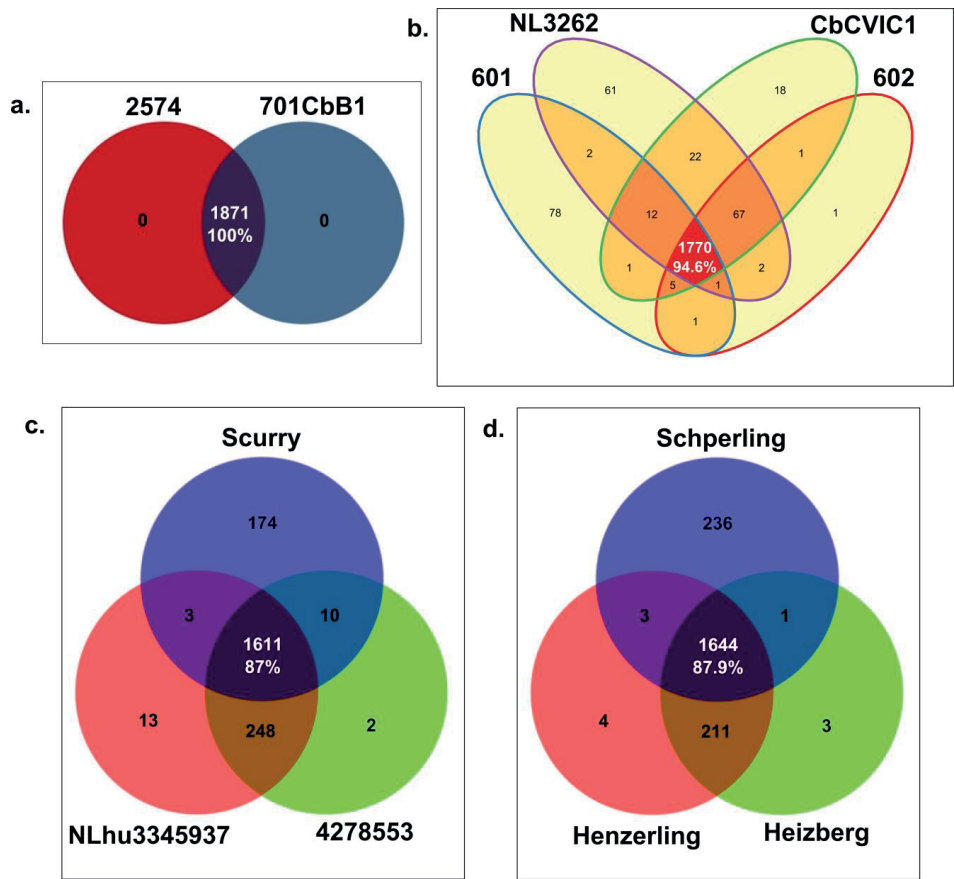 a.
2574 701CbB1
0
1871
100%
0
b.
NL3262 CbCVIC1
601 602
61 18
2 22 1
78 12 67 1
1770
94.6%
1 5 1 2
1
c.
Scurry
174
3 10
1611
87%
13 248 2
NLhu3345937 4278553
d.
Schperling
236
3 1
1644
87.9%
4 211 3
Henzerling Heizberg